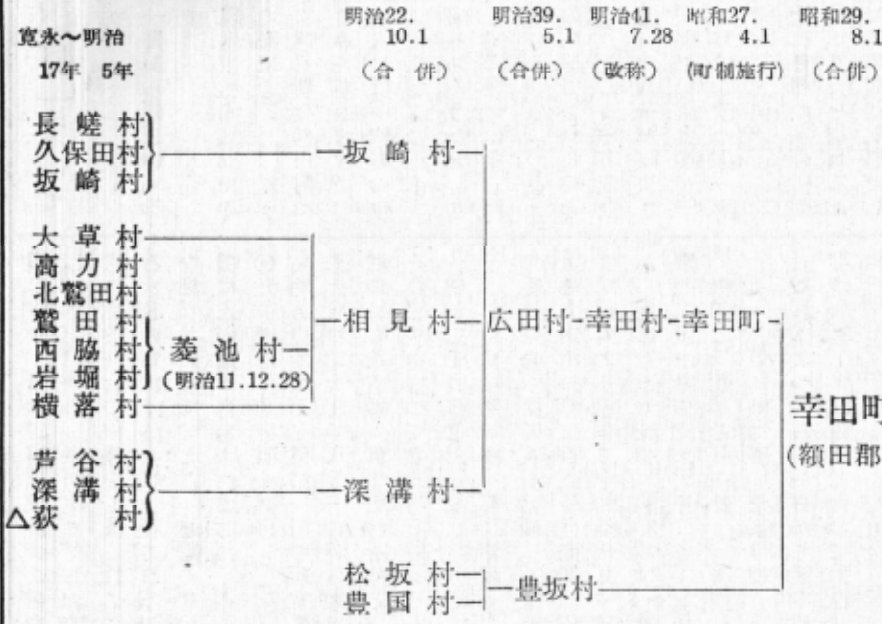 明治22. 明治39. 明治41. 昭和27. 昭和29.
寛永〜明治 10.1 5.1 7.28 4.1 8.1
17年 5年 (合併) (合併) (改称) (町制施行) (合併)
長嵯村
久保田村 坂崎村
坂崎村
大草村
高力村
北鷲田村
鷲田村 相見村 広田村 幸田村 幸田町
西脇村 菱池村
岩堀村 (明治11.12.28)
横落村 幸田町
芦谷村 (額田郡
深溝村 深溝村
△荻村
松坂村 豊坂村
豊国村